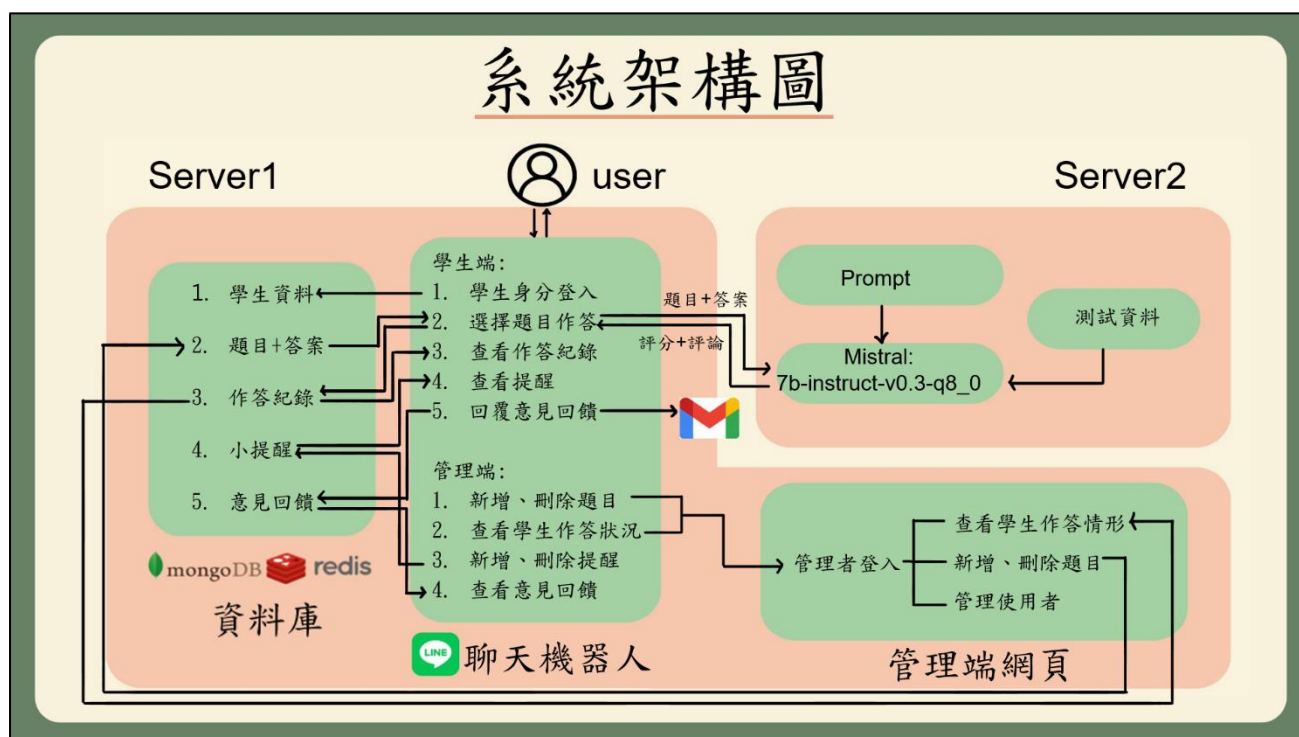 系統架構圖
Server1
user
Server2
1. 學生資料
2. 題目+答案
3. 作答紀錄
4. 小提醒
5. 意見回饋
mongoDB
redis
資料庫
學生端:
1. 學生身分登入
2. 選擇題目作答
3. 查看作答紀錄
4. 查看提醒
5. 回覆意見回饋
管理端:
1. 新增、刪除題目
2. 查看學生作答狀況
3. 新增、刪除提醒
4. 查看意見回饋
LINE
聊天機器人
題目+答案
評分+評論
Prompt
Mistral:
7b-instruct-v0.3-q8_0
測試資料
管理者登入
查看學生作答情形
新增、刪除題目
管理使用者
管理端網頁